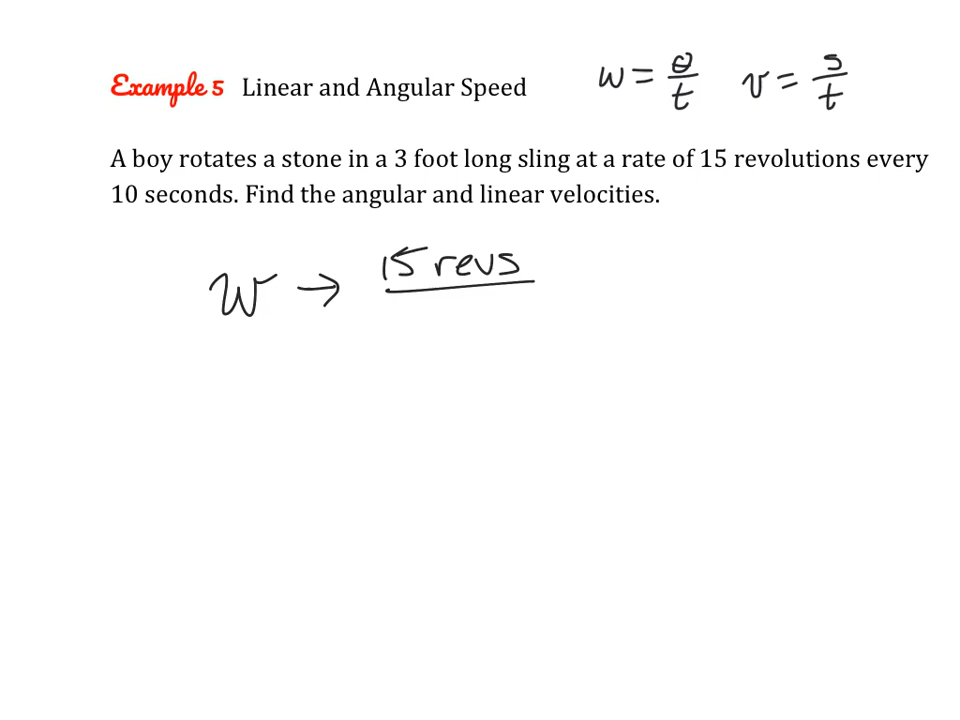 Example 5 Linear and Angular Speed w = θ/t v = s/t
A boy rotates a stone in a 3 foot long sling at a rate of 15 revolutions every
10 seconds. Find the angular and linear velocities.
w → 15 revs